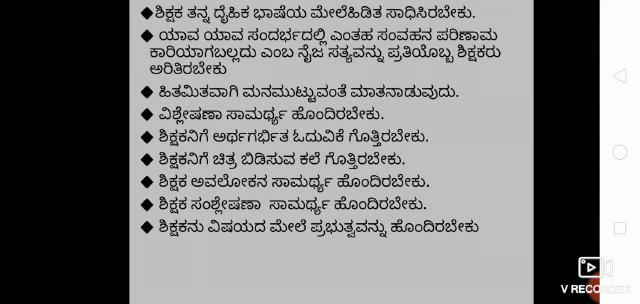 ◆ ಶಿಕ್ಷಕ ತನ್ನ ದೈಹಿಕ ಭಾಷೆಯ ಮೇಲೆಹಿಡಿತ ಸಾಧಿಸಿರಬೇಕು.
◆ ಯಾವ ಯಾವ ಸಂದರ್ಭದಲ್ಲಿ ಎಂತಹ ಸಂವಹನ ಪರಿಣಾಮ
ಕಾರಿಯಾಗಬಲ್ಲದು ಎಂಬ ನೈಜ ಸತ್ಯವನ್ನು ಪ್ರತಿಯೊಬ್ಬ ಶಿಕ್ಷಕರು
ಅರಿತಿರಬೇಕು
◆ ಹಿತಮಿತವಾಗಿ ಮನಮುಟ್ಟುವಂತೆ ಮಾತನಾಡುವುದು.
◆ ವಿಶ್ಲೇಷಣಾ ಸಾಮರ್ಥ್ಯ ಹೊಂದಿರಬೇಕು.
◆ ಶಿಕ್ಷಕನಿಗೆ ಅರ್ಥಗರ್ಭಿತ ಓದುವಿಕೆ ಗೊತ್ತಿರಬೇಕು.
◆ ಶಿಕ್ಷಕನಿಗೆ ಚಿತ್ರ ಬಿಡಿಸುವ ಕಲೆ ಗೊತ್ತಿರಬೇಕು.
◆ ಶಿಕ್ಷಕ ಅವಲೋಕನ ಸಾಮರ್ಥ್ಯ ಹೊಂದಿರಬೇಕು.
◆ ಶಿಕ್ಷಕ ಸಂಶ್ಲೇಷಣಾ ಸಾಮರ್ಥ್ಯ ಹೊಂದಿರಬೇಕು.
◆ ಶಿಕ್ಷಕನು ವಿಷಯದ ಮೇಲೆ ಪ್ರಭುತ್ವವನ್ನು ಹೊಂದಿರಬೇಕು
V RECORDER